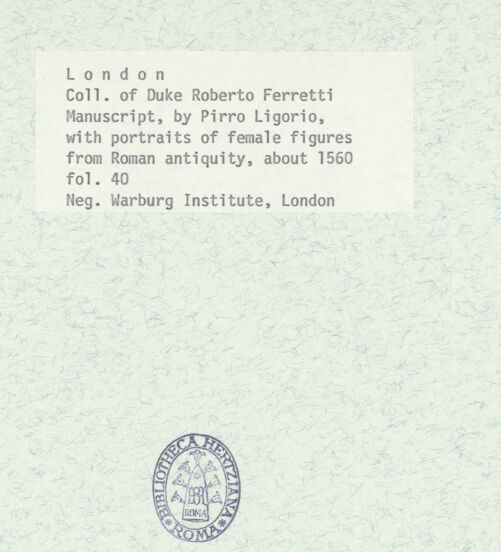 L o n d o n
Coll. of Duke Roberto Ferretti
Manuscript, by Pirro Ligorio,
with portraits of female figures
from Roman antiquity, about 1560
fol. 40
Neg. Warburg Institute, London
BIBLIOTHECA HERTZIANA
ROMA
ROMA